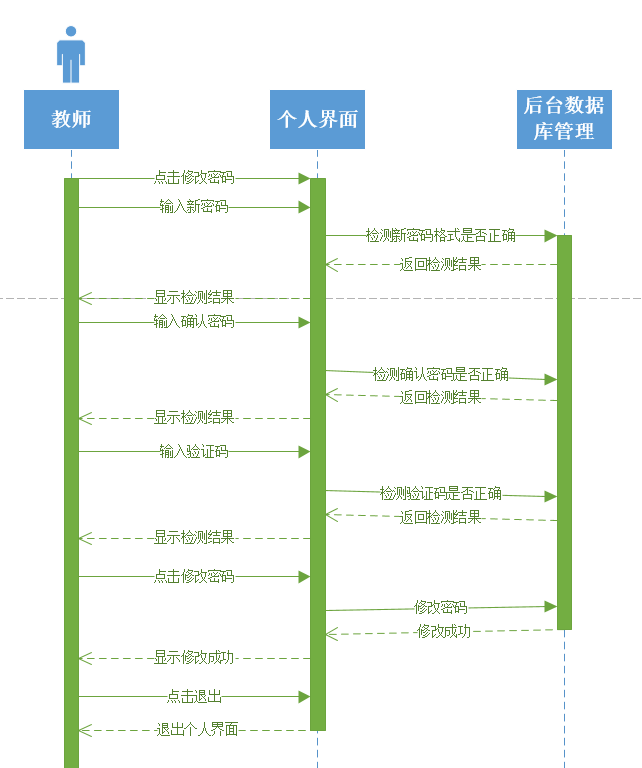 教师
个人界面
后台数据
库管理
点击修改密码
输入新密码
检测新密码格式是否正确
返回检测结果
显示检测结果
输入确认密码
检测确认密码是否正确
返回检测结果
显示检测结果
输入验证码
检测验证码是否正确
返回检测结果
显示检测结果
点击修改密码
修改密码
修改成功
显示修改成功
点击退出
退出个人界面